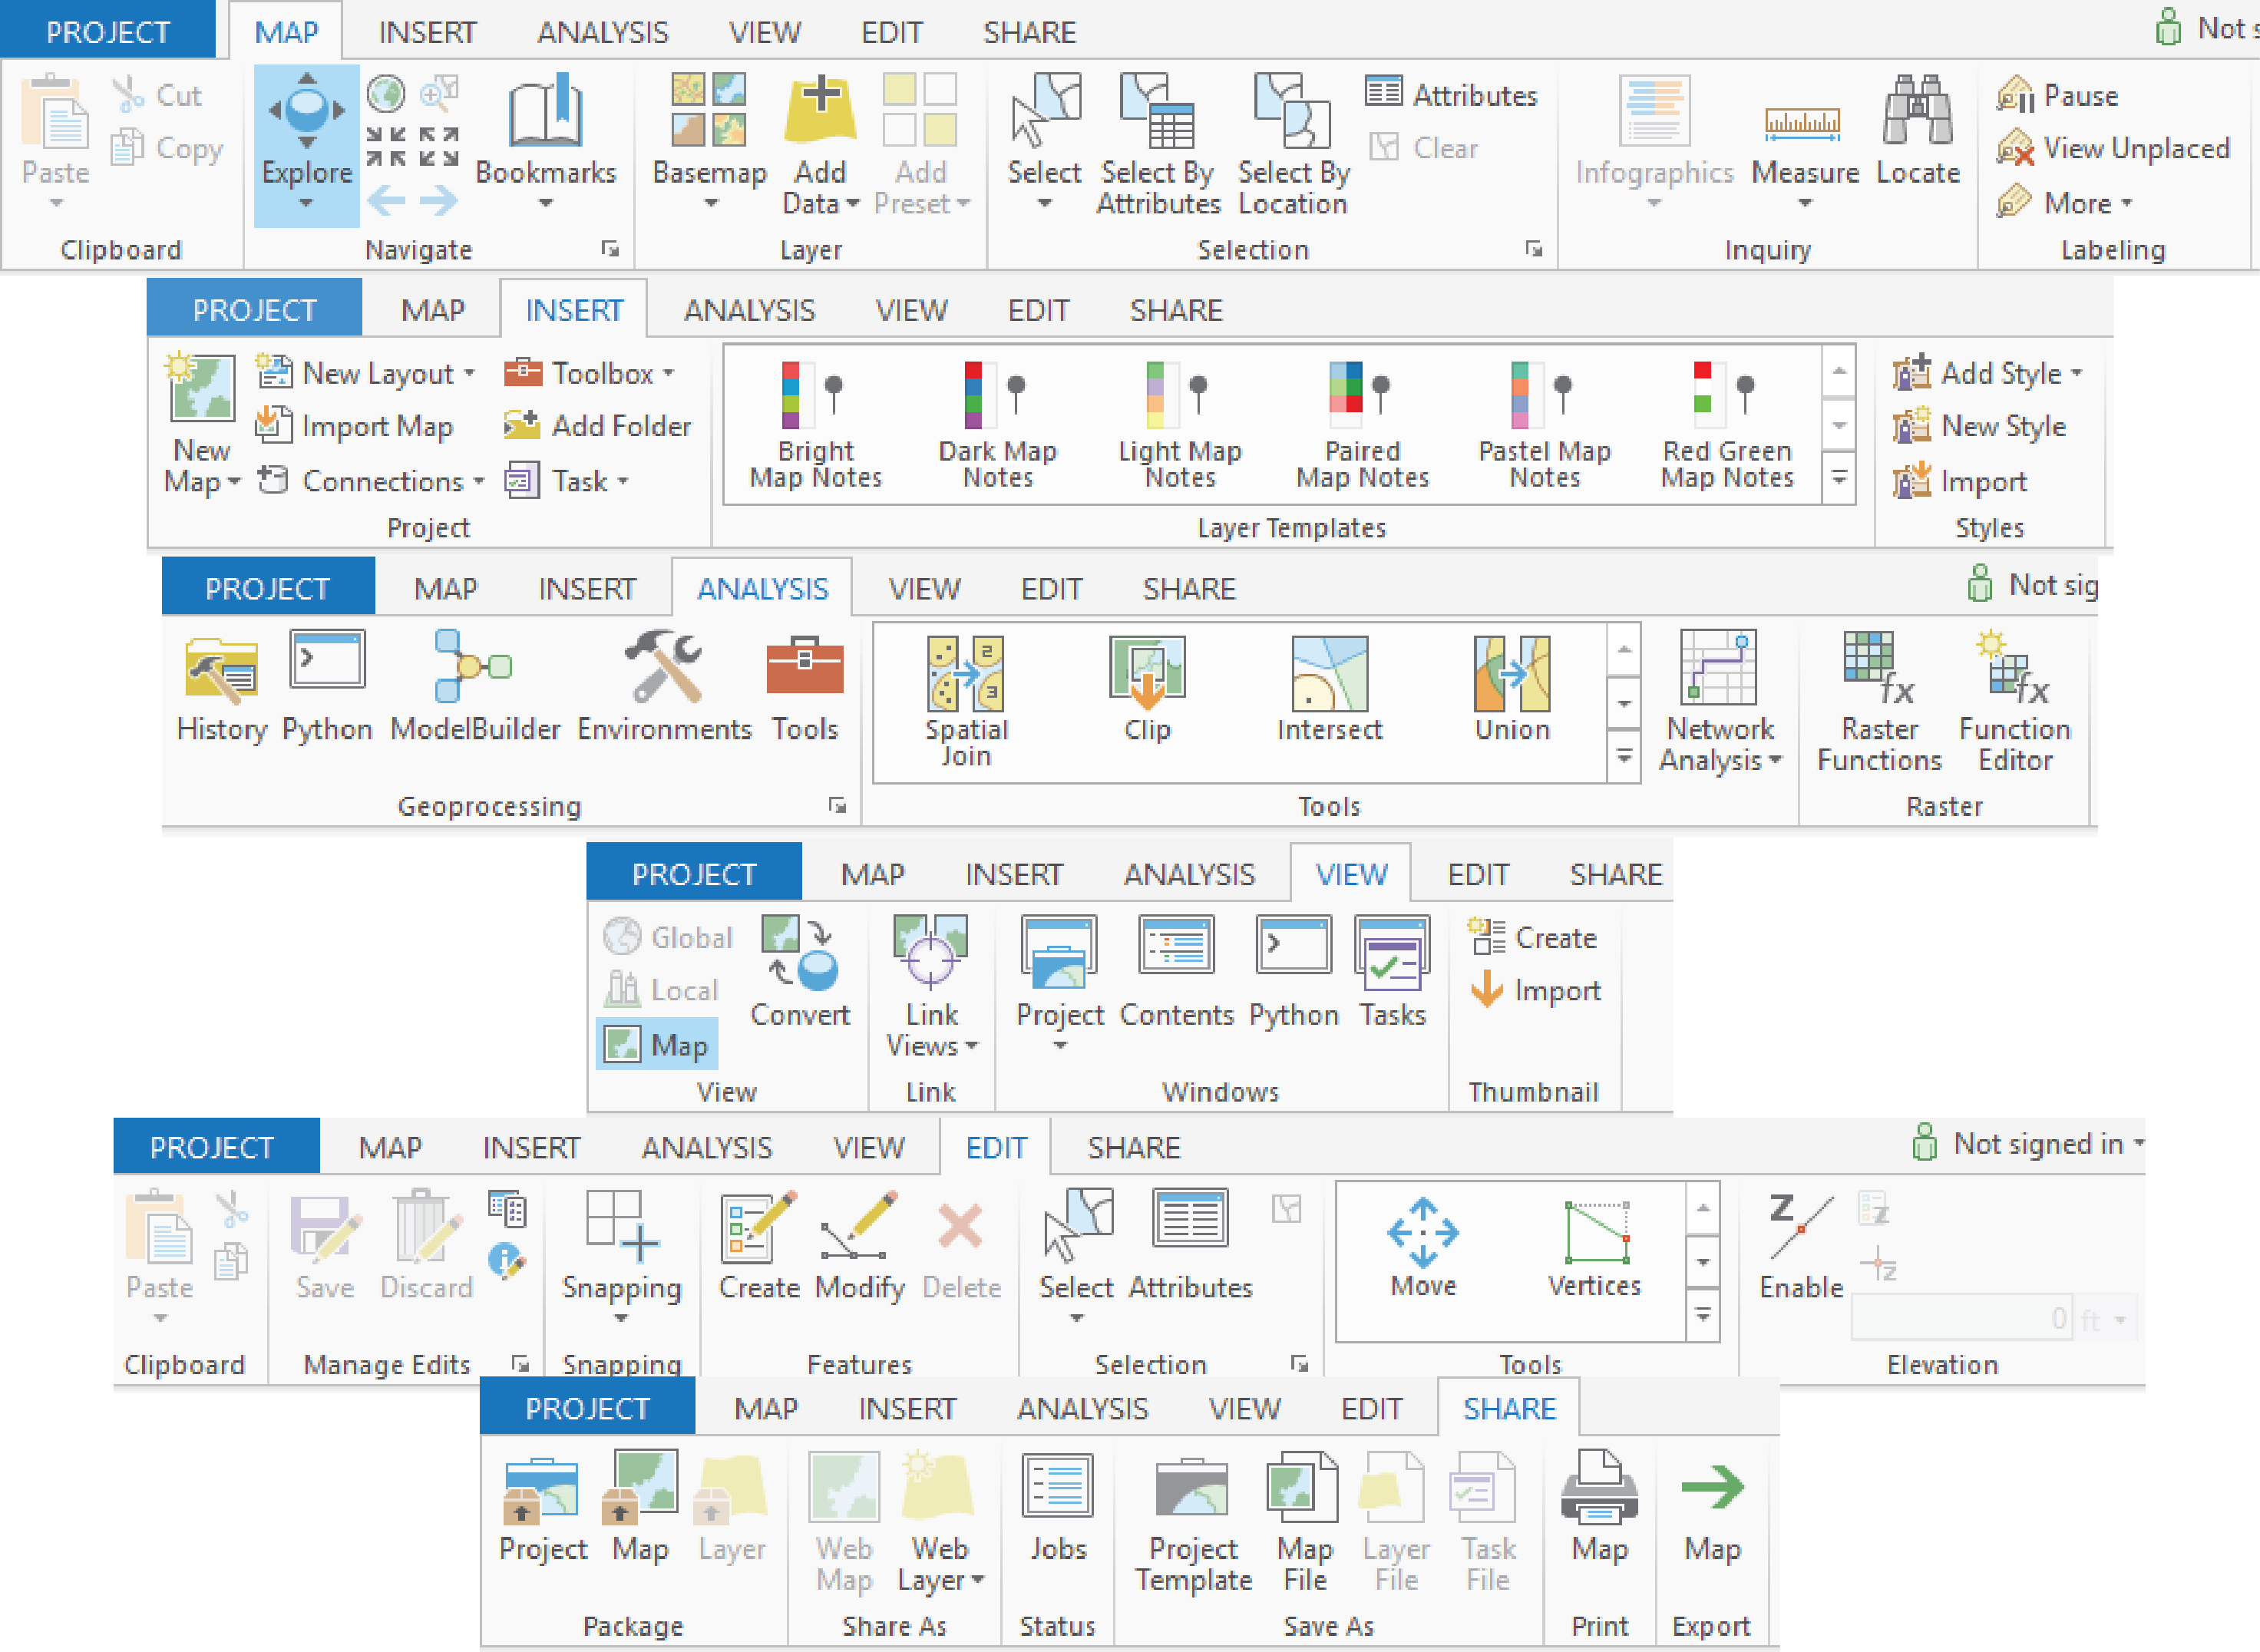 PROJECT MAP INSERT ANALYSIS VIEW EDIT SHARE Not s
Paste Cut Copy Explore Bookmarks Basemap Add Data Add Preset Select Select By Attributes Select By Location Attributes Clear Infographics Measure Locate Pause View Unplaced More
Clipboard Navigate Layer Selection Inquiry Labeling
PROJECT MAP INSERT ANALYSIS VIEW EDIT SHARE
New Map New Layout Import Map Connections Toolbox Add Folder Task Bright Map Notes Dark Map Notes Light Map Notes Paired Map Notes Pastel Map Notes Red Green Map Notes Add Style New Style Import
Project Layer Templates Styles
PROJECT MAP INSERT ANALYSIS VIEW EDIT SHARE Not sig
History Python ModelBuilder Environments Tools Spatial Join Clip Intersect Union Network Analysis Raster Functions Function Editor
Geoprocessing Tools Raster
PROJECT MAP INSERT ANALYSIS VIEW EDIT SHARE
Global Local Map Convert Link Views Project Contents Python Tasks Create Import
View Link Windows Thumbnail
PROJECT MAP INSERT ANALYSIS VIEW EDIT SHARE Not signed in
Paste Save Discard Snapping Create Modify Delete Select Attributes Move Vertices Z Enable 0 ft
Clipboard Manage Edits Snapping Features Selection Tools Elevation
PROJECT MAP INSERT ANALYSIS VIEW EDIT SHARE
Project Map Layer Web Map Web Layer Jobs Project Template Map File Layer File Task File Map Map
Package Share As Status Save As Print Export